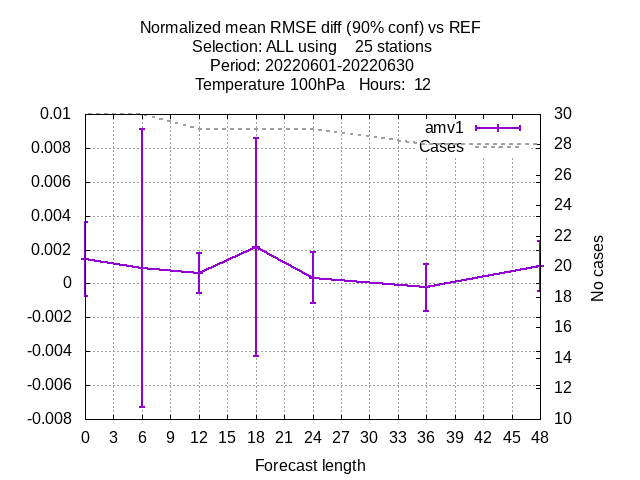 Normalized mean RMSE diff (90% conf) vs REF
Selection: ALL using    25 stations
Period: 20220601-20220630
Temperature 100hPa   Hours:  12
0.01
0.008
0.006
0.004
0.002
0
-0.002
-0.004
-0.006
-0.008
amv1
Cases
30
28
26
24
22
20
18
16
14
12
10
No cases
0 3 6 9 12 15 18 21 24 27 30 33 36 39 42 45 48
Forecast length